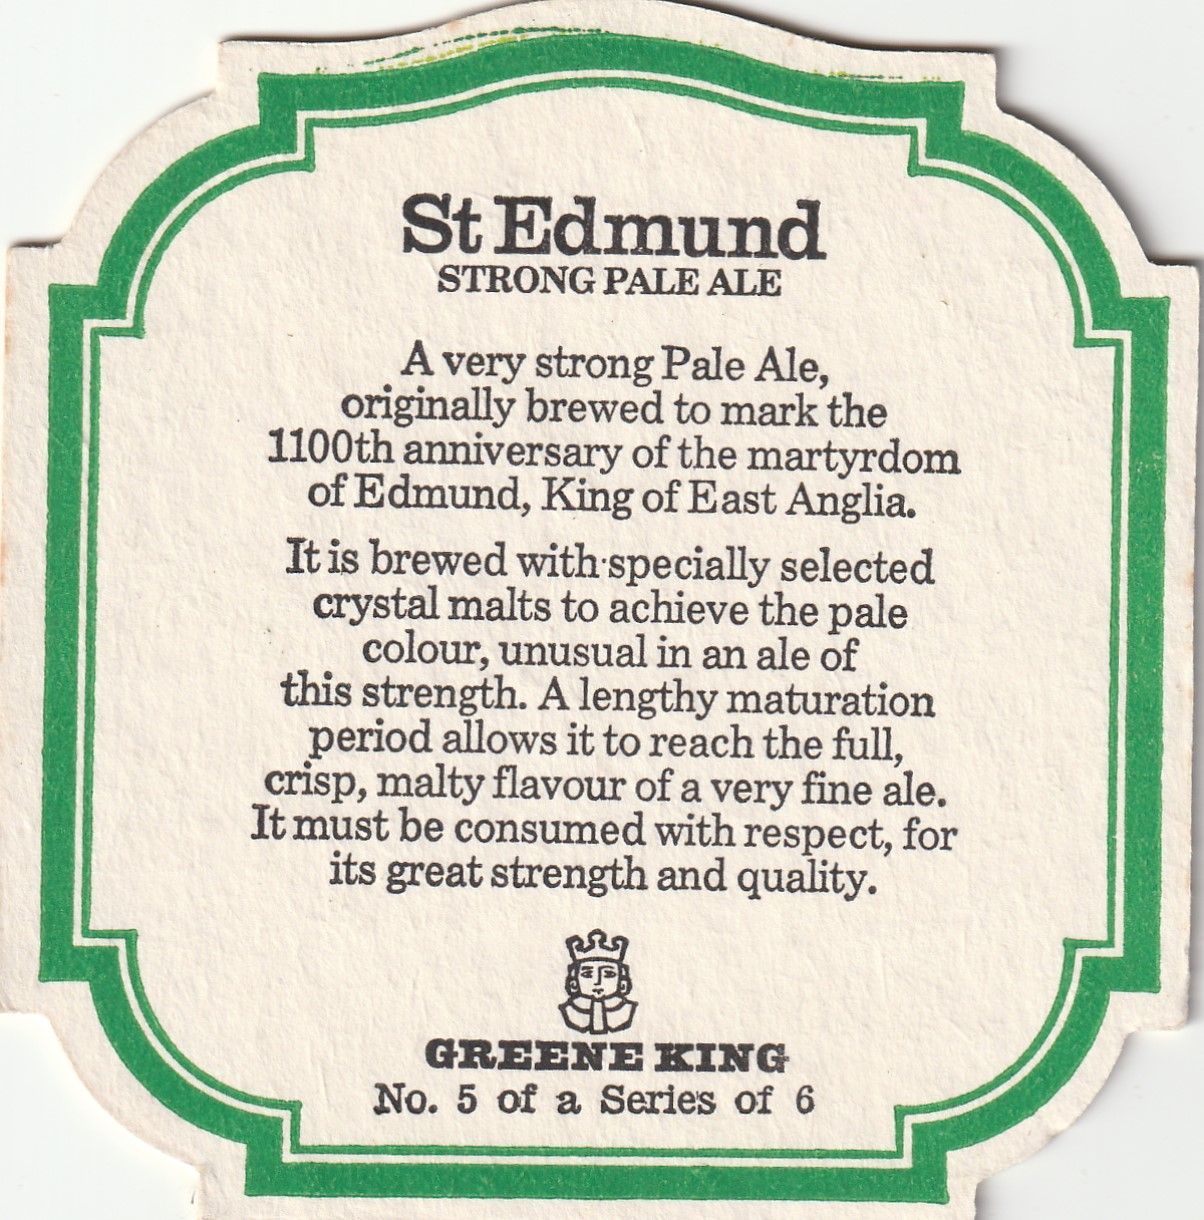 St Edmund
STRONG PALE ALE
A very strong Pale Ale,
originally brewed to mark the
1100th anniversary of the martyrdom
of Edmund, King of East Anglia.
It is brewed with specially selected
crystal malts to achieve the pale
colour, unusual in an ale of
this strength. A lengthy maturation
period allows it to reach the full,
crisp, malty flavour of a very fine ale.
It must be consumed with respect, for
its great strength and quality.
GREENE KING
No. 5 of a Series of 6